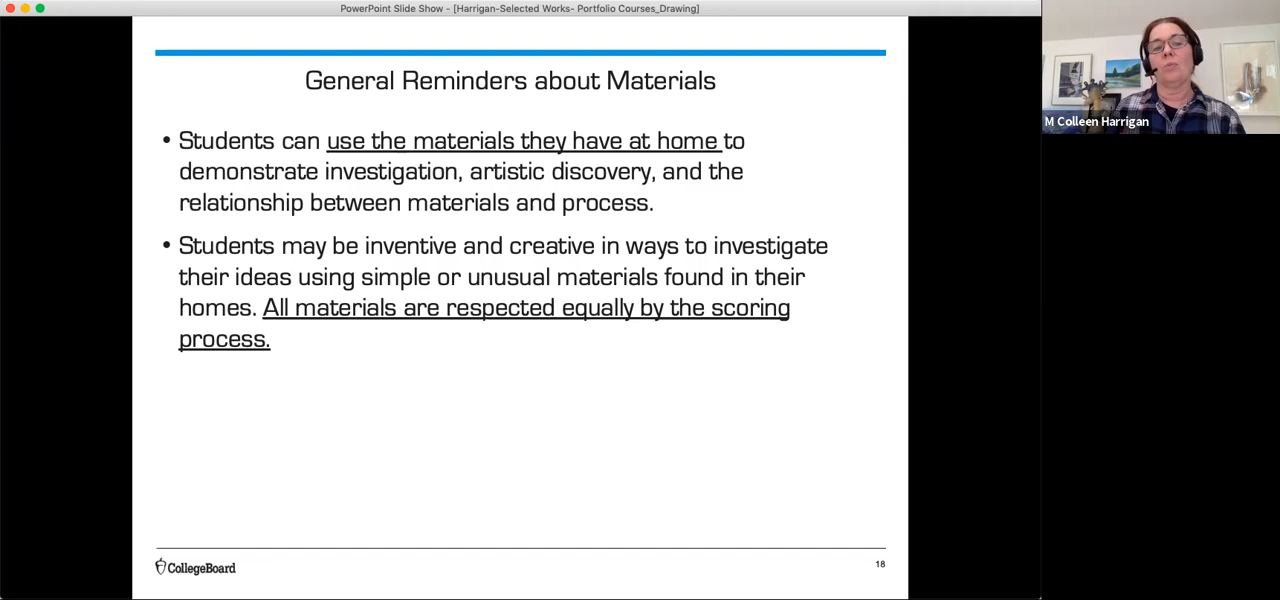 PowerPoint Slide Show - [Harrigan-Selected Works- Portfolio Courses_Drawing]
General Reminders about Materials
• Students can use the materials they have at home to
demonstrate investigation, artistic discovery, and the
relationship between materials and process.
• Students may be inventive and creative in ways to investigate
their ideas using simple or unusual materials found in their
homes. All materials are respected equally by the scoring
process.
M Colleen Harrigan
CollegeBoard
18